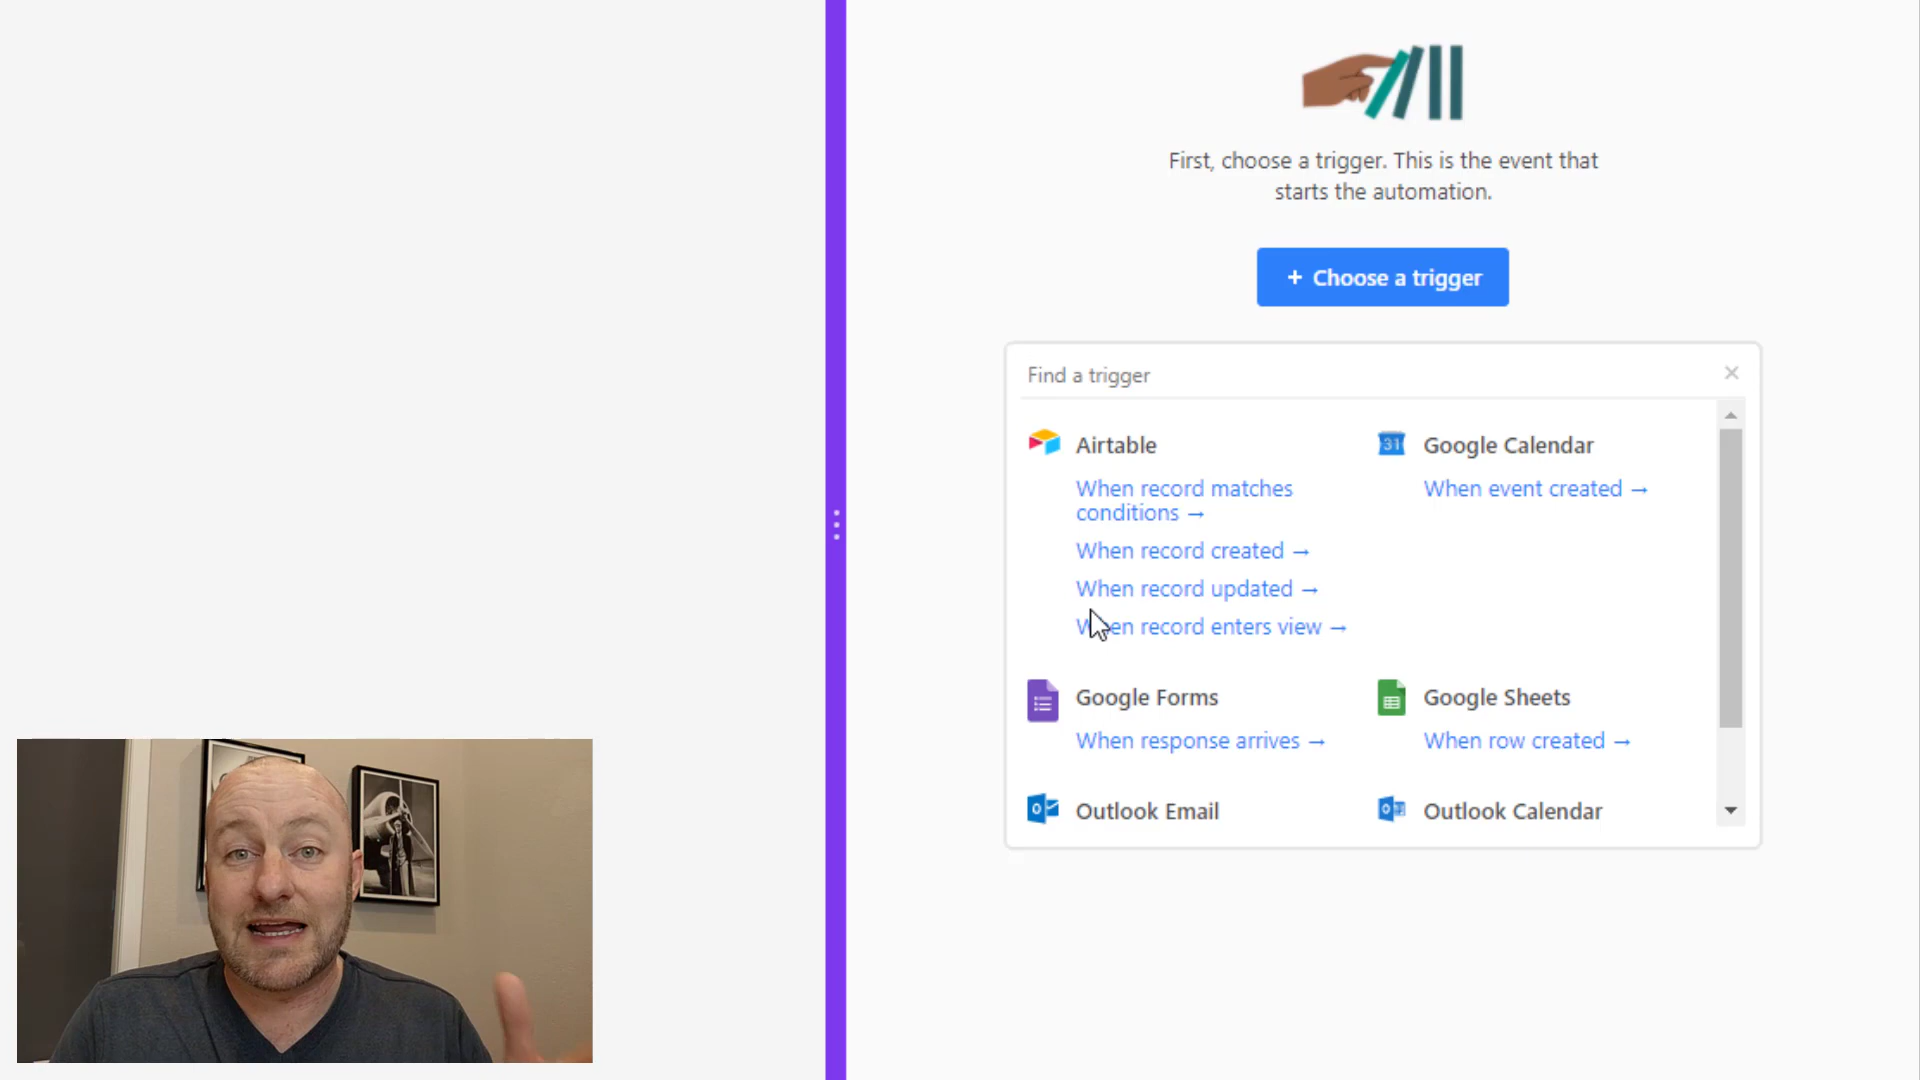 First, choose a trigger. This is the event that
starts the automation.
+ Choose a trigger
Find a trigger
Airtable
When record matches
conditions →
When record created →
When record updated →
When record enters view →
Google Calendar
31
When event created →
Google Forms
When response arrives →
Google Sheets
When row created →
Outlook Email
Outlook Calendar